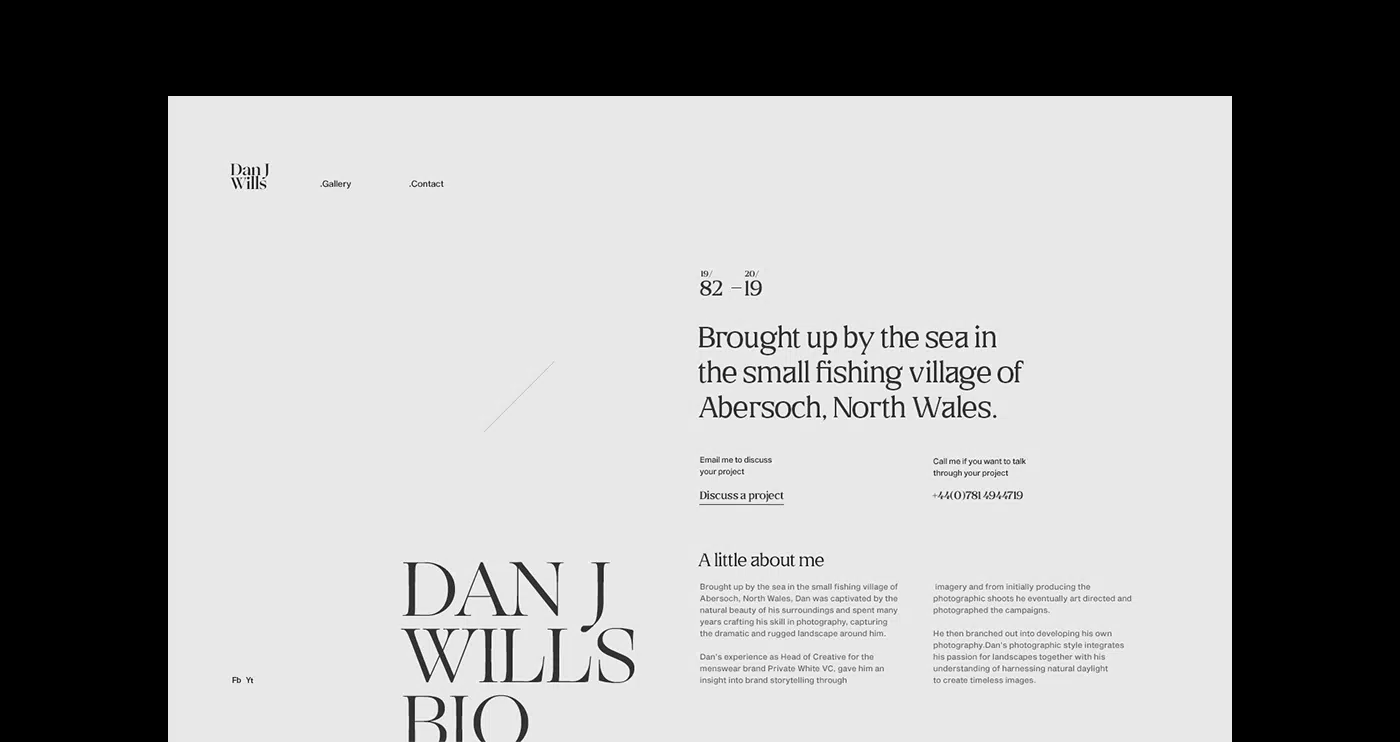 Dan J
Wills
.Gallery
.Contact
19/ 20/
82 – 19
Brought up by the sea in
the small fishing village of
Abersoch, North Wales.
Email me to discuss
your project
Discuss a project
Call me if you want to talk
through your project
+44(0)781 4944719
DAN J
WILLS
BIO
A little about me
Brought up by the sea in the small fishing village of
Abersoch, North Wales, Dan was captivated by the
natural beauty of his surroundings and spent many
years crafting his skill in photography, capturing
the dramatic and rugged landscape around him.
Dan's experience as Head of Creative for the
menswear brand Private White VC, gave him an
insight into brand storytelling through
imagery and from initially producing the
photographic shoots he eventually art directed and
photographed the campaigns.
He then branched out into developing his own
photography.Dan's photographic style integrates
his passion for landscapes together with his
understanding of harnessing natural daylight
to create timeless images.
Fb Yt